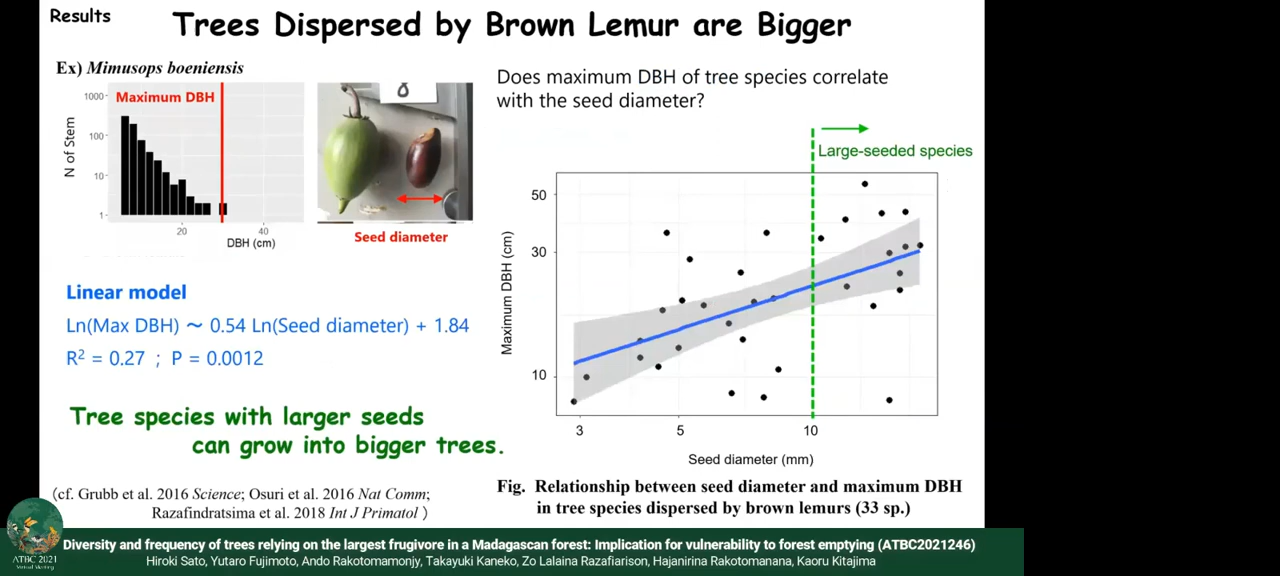 Results
Trees Dispersed by Brown Lemur are Bigger
Ex) Mimusops boeniensis
Maximum DBH
N of Stem
1000
100
10
1
20
40
DBH (cm)
8
Seed diameter
Linear model
Ln(Max DBH) ～ 0.54 Ln(Seed diameter) + 1.84
R² = 0.27 ; P = 0.0012
Tree species with larger seeds
can grow into bigger trees.
(cf. Grubb et al. 2016 Science; Osuri et al. 2016 Nat Comm;
Razafindratsima et al. 2018 Int J Primatol )
Does maximum DBH of tree species correlate
with the seed diameter?
Large-seeded species
Maximum DBH (cm)
50
30
10
3
5
10
Seed diameter (mm)
Fig. Relationship between seed diameter and maximum DBH
in tree species dispersed by brown lemurs (33 sp.)
ATBC 2021
Virtual Meeting
Diversity and frequency of trees relying on the largest frugivore in a Madagascan forest: Implication for vulnerability to forest emptying (ATBC2021246)
Hiroki Sato, Yutaro Fujimoto, Ando Rakotomamonjy, Takayuki Kaneko, Zo Lalaina Razafiarison, Hajanirina Rakotomanana, Kaoru Kitajima